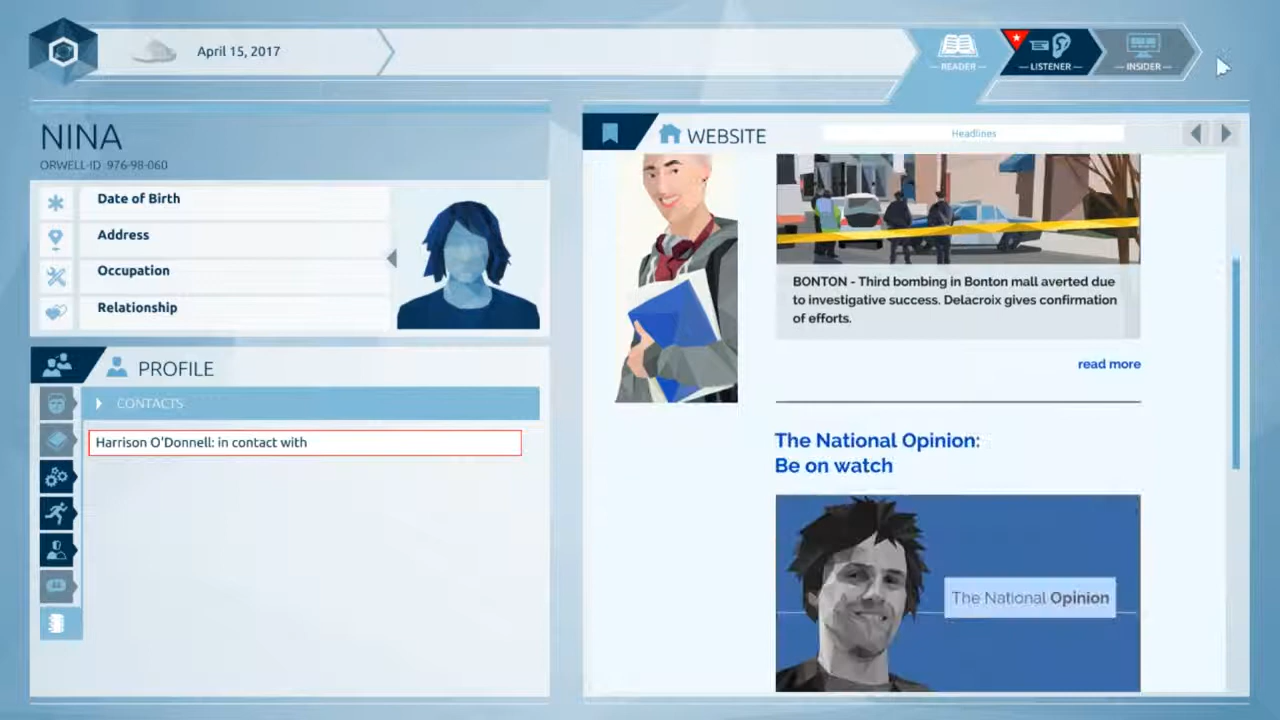 April 15, 2017
READER
LISTENER
INSIDER
NINA
ORWELL-ID 976-98-060
Date of Birth
Address
Occupation
Relationship
PROFILE
CONTACTS
Harrison O'Donnell: in contact with
WEBSITE
Headlines
BONTON - Third bombing in Bonton mall averted due
to investigative success. Delacroix gives confirmation
of efforts.
read more
The National Opinion:
Be on watch
The National Opinion